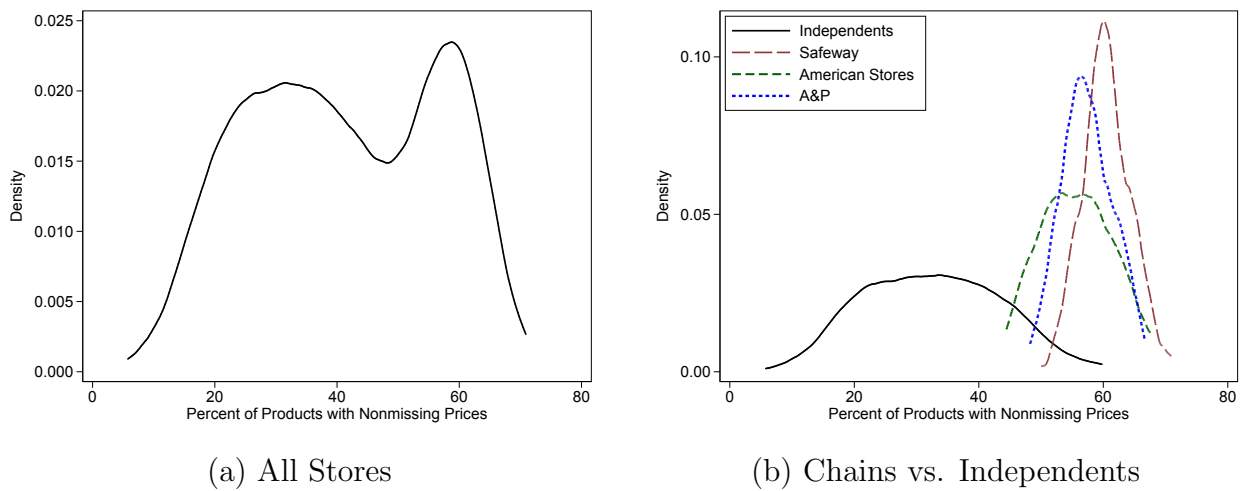 0.025
0.020
0.015
0.010
0.005
0.000
Density
0 20 40 60 80
Percent of Products with Nonmissing Prices
(a) All Stores
Independents
Safeway
American Stores
A&P
0.10
0.05
0.00
Density
0 20 40 60 80
Percent of Products with Nonmissing Prices
(b) Chains vs. Independents